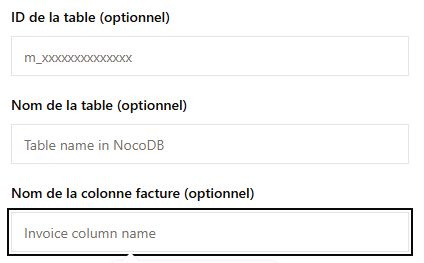 ID de la table (optionnel)
m_xxxxxxxxxxxxxx
Nom de la table (optionnel)
Table name in NocoDB
Nom de la colonne facture (optionnel)
Invoice column name